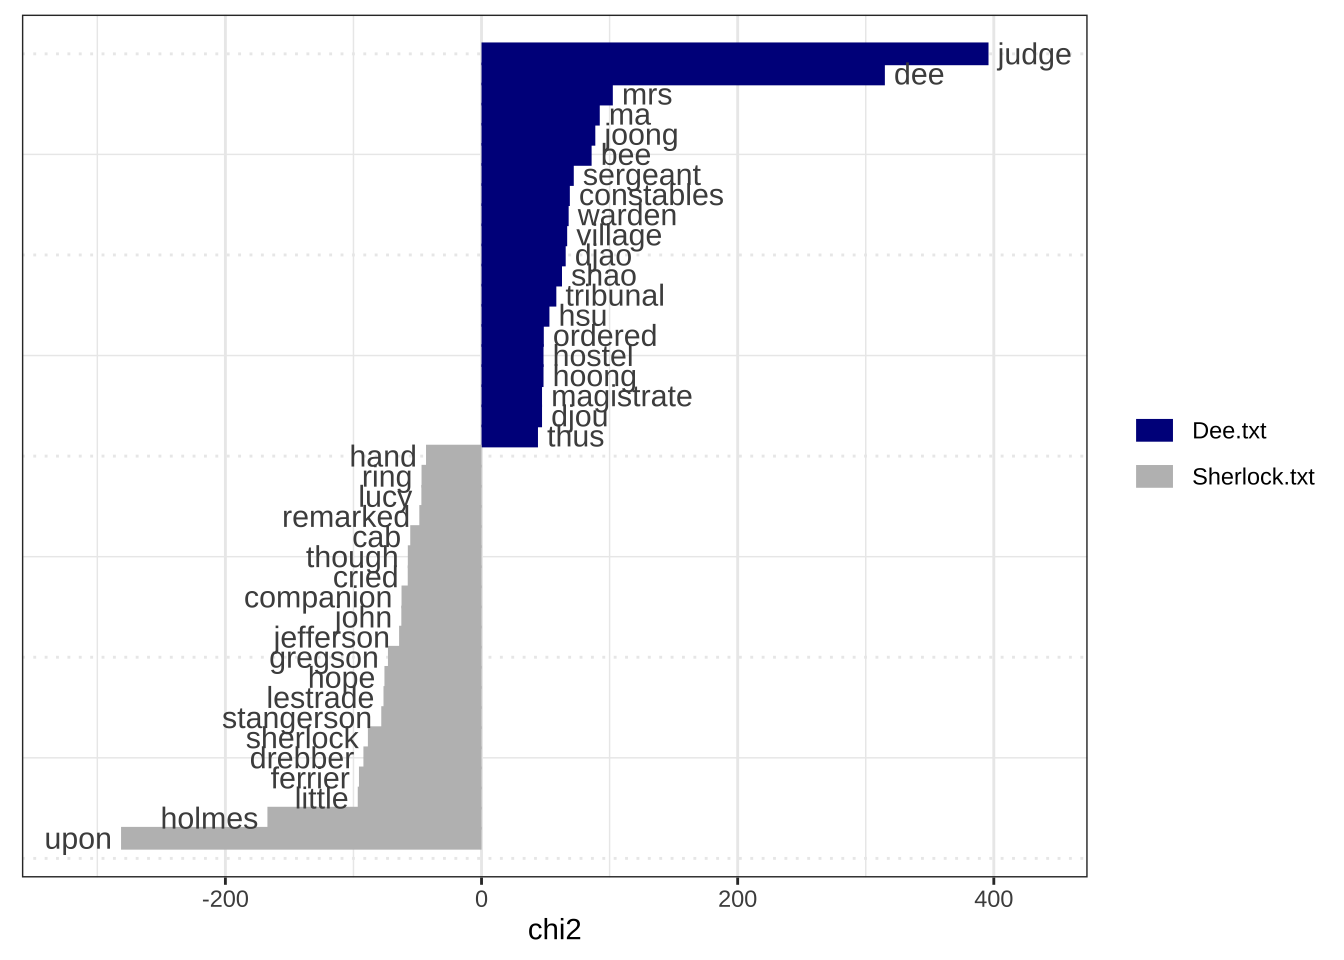 judge
dee
mrs
ma
joong
bee
sergeant
constables
warden
village
djao
shao
tribunal
hsu
ordered
hostel
hoong
magistrate
djou
thus
hand
ring
lucy
remarked
cab
though
cried
companion
john
jefferson
gregson
hope
lestrade
stangerson
sherlock
drebber
ferrier
little
holmes
upon
-200 0 200 400
chi2
Dee.txt
Sherlock.txt